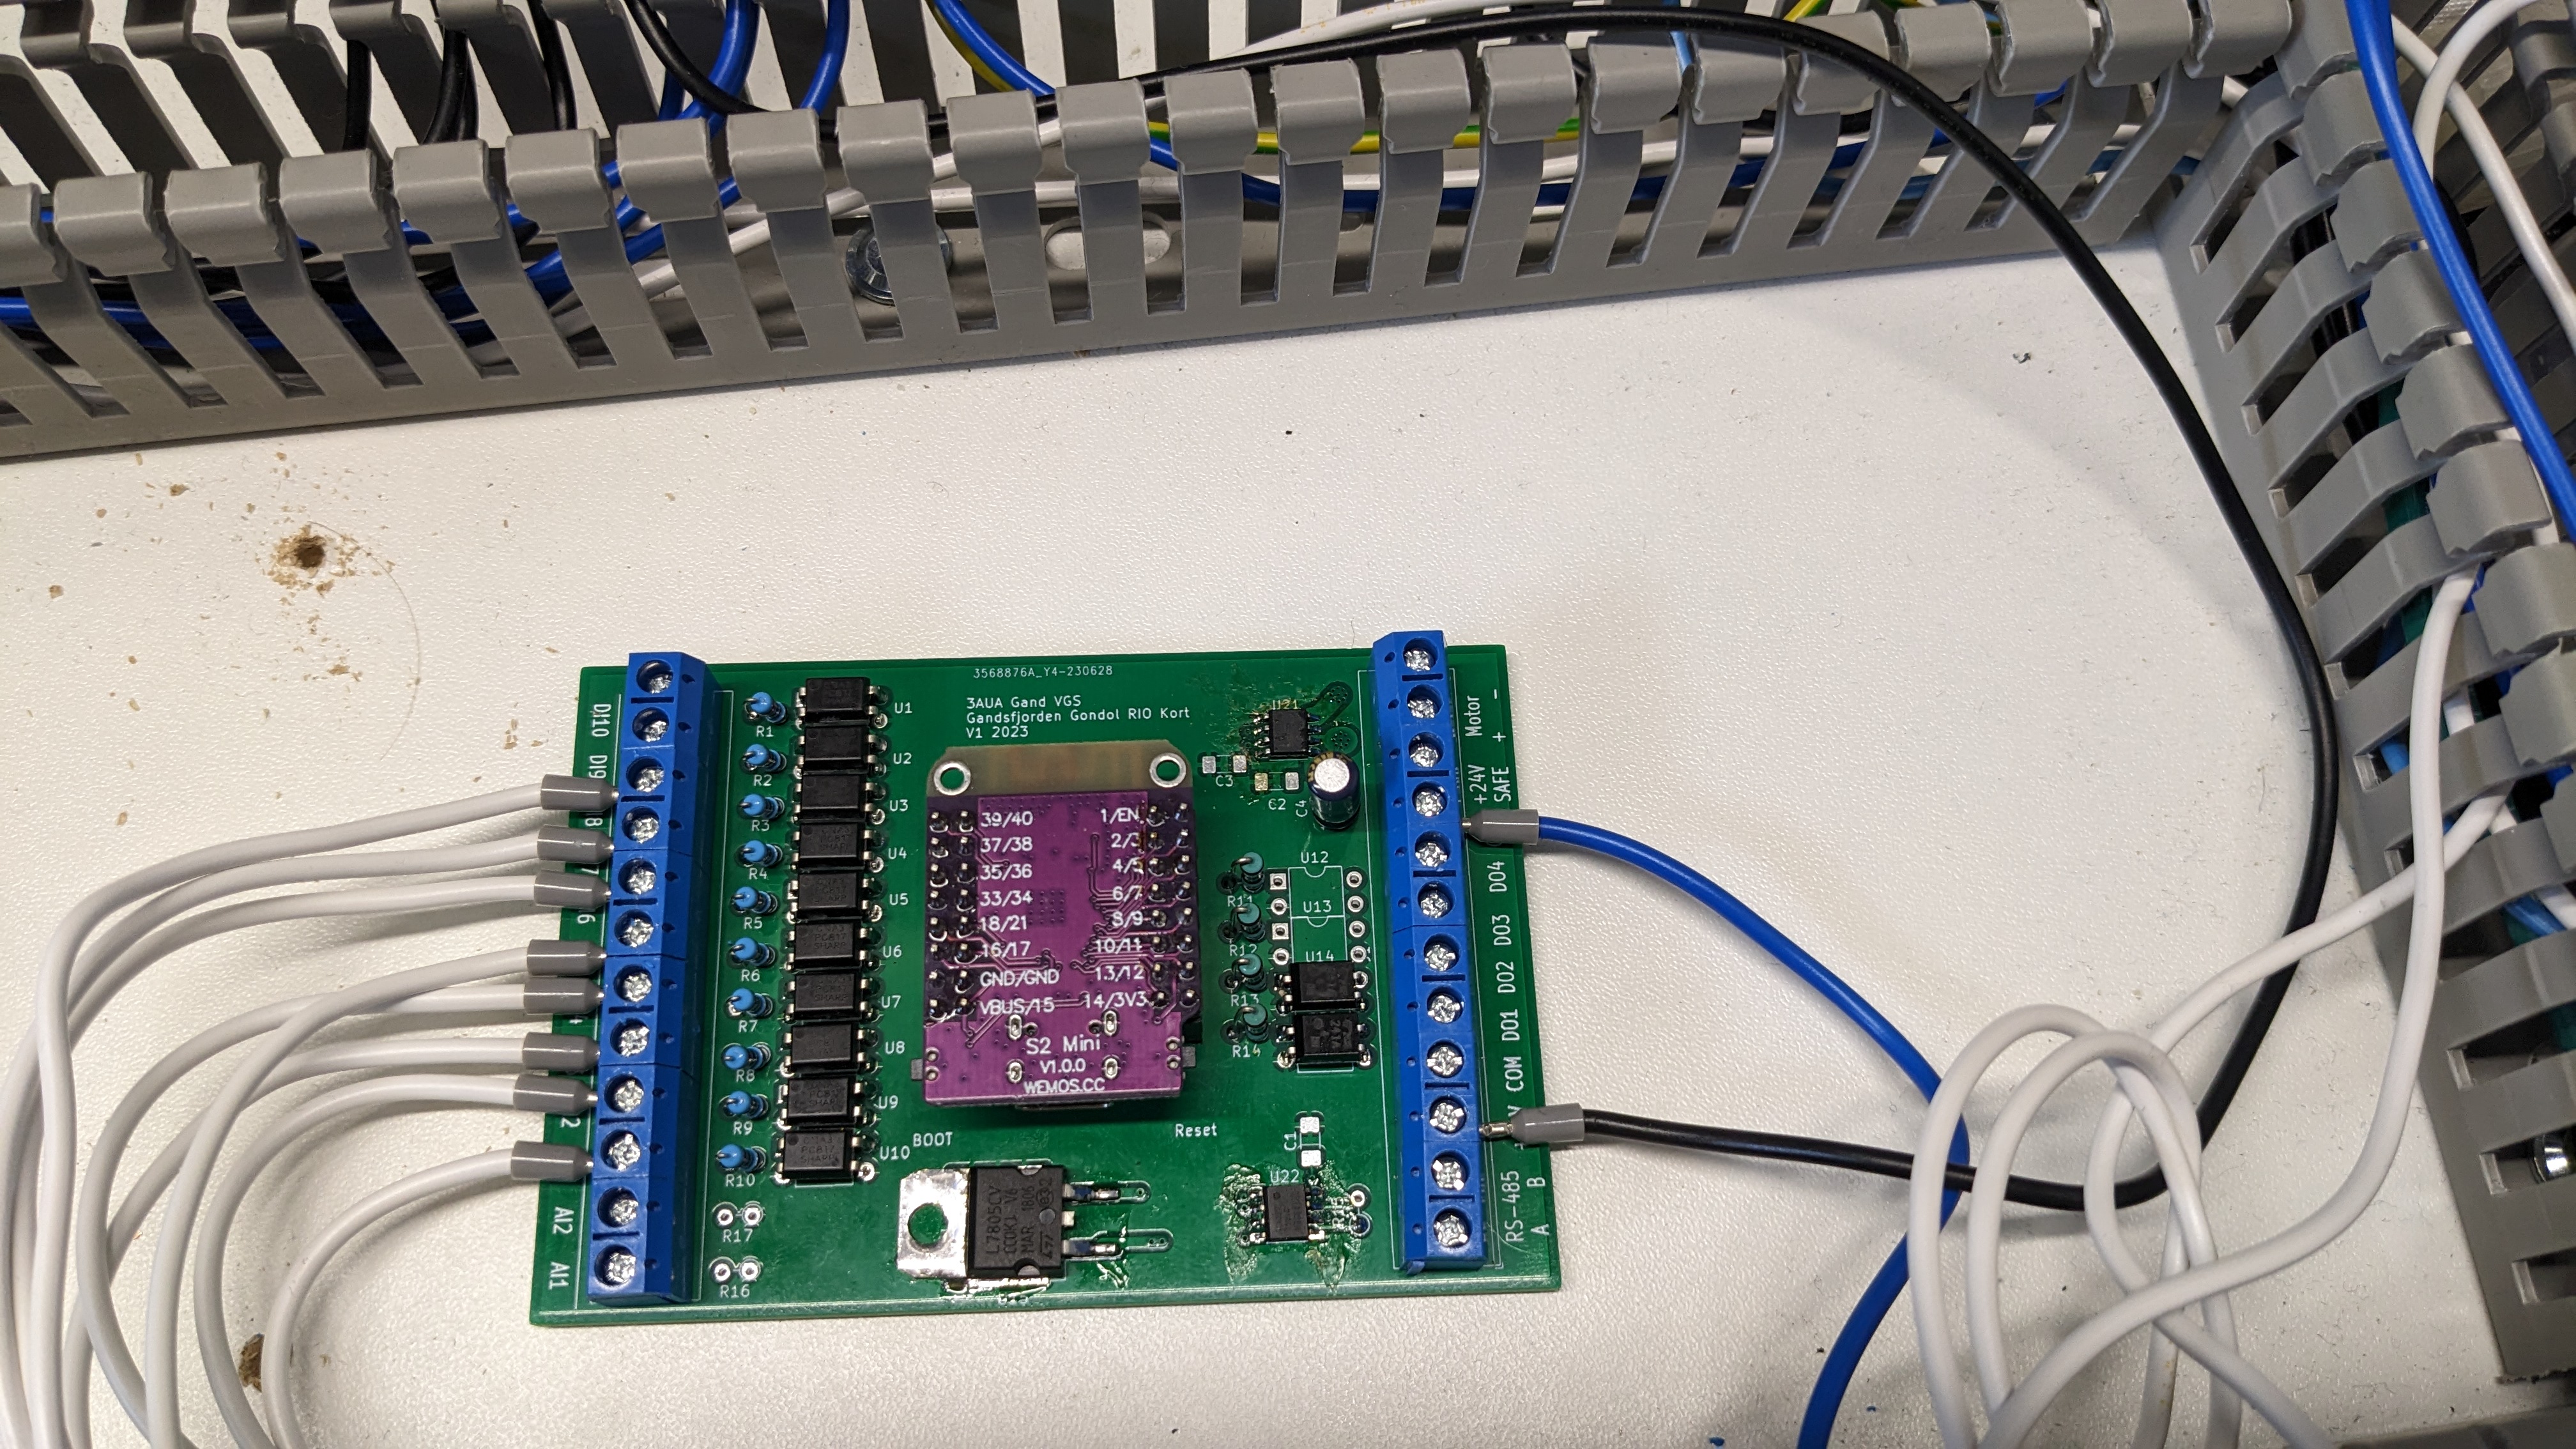 3568876A_Y4-230628
3AUA Gand VGS
Gandsfjorden Gondol RIO Kort
V1 2023
DI10
DI9
8
6
2
AI2
AI1
R1
R2
R3
R4
R5
R6
R7
R8
R9
R10
R17
R16
U1
U2
U3
U4
U5
U6
U7
U8
U9
U10
39/40
37/38
35/36
33/34
18/21
16/17
GND/GND
VBUS/15
1/EN
2/3
4/5
6/7
8/9
10/11
13/12
14/3V3
S2 Mini
V1.0.0
WEMOS.CC
BOOT
Reset
L7805CV
U21
C3
C2
C4
U12
U13
U14
R11
R12
R13
R14
C1
U22
Motor
-
+
+24V
SAFE
DO4
DO3
DO2
DO1
COM
RS-485
B
A